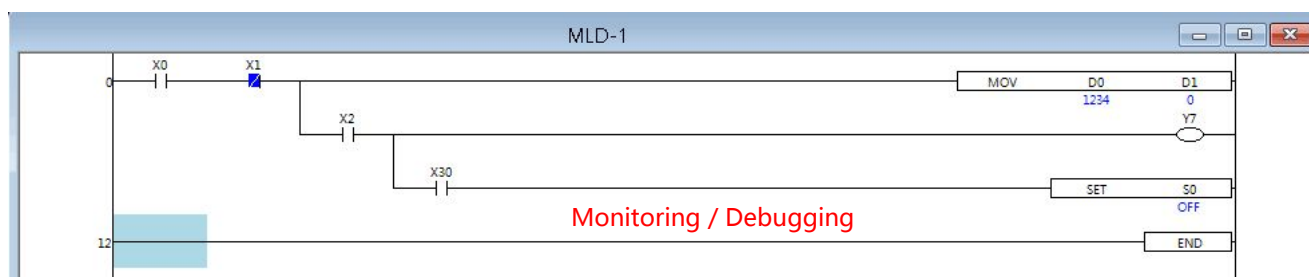 MLD-1
X0 X1
0 MOV D0 D1
1234 0
X2 Y7
X30
SET S0
OFF
Monitoring / Debugging
12 END